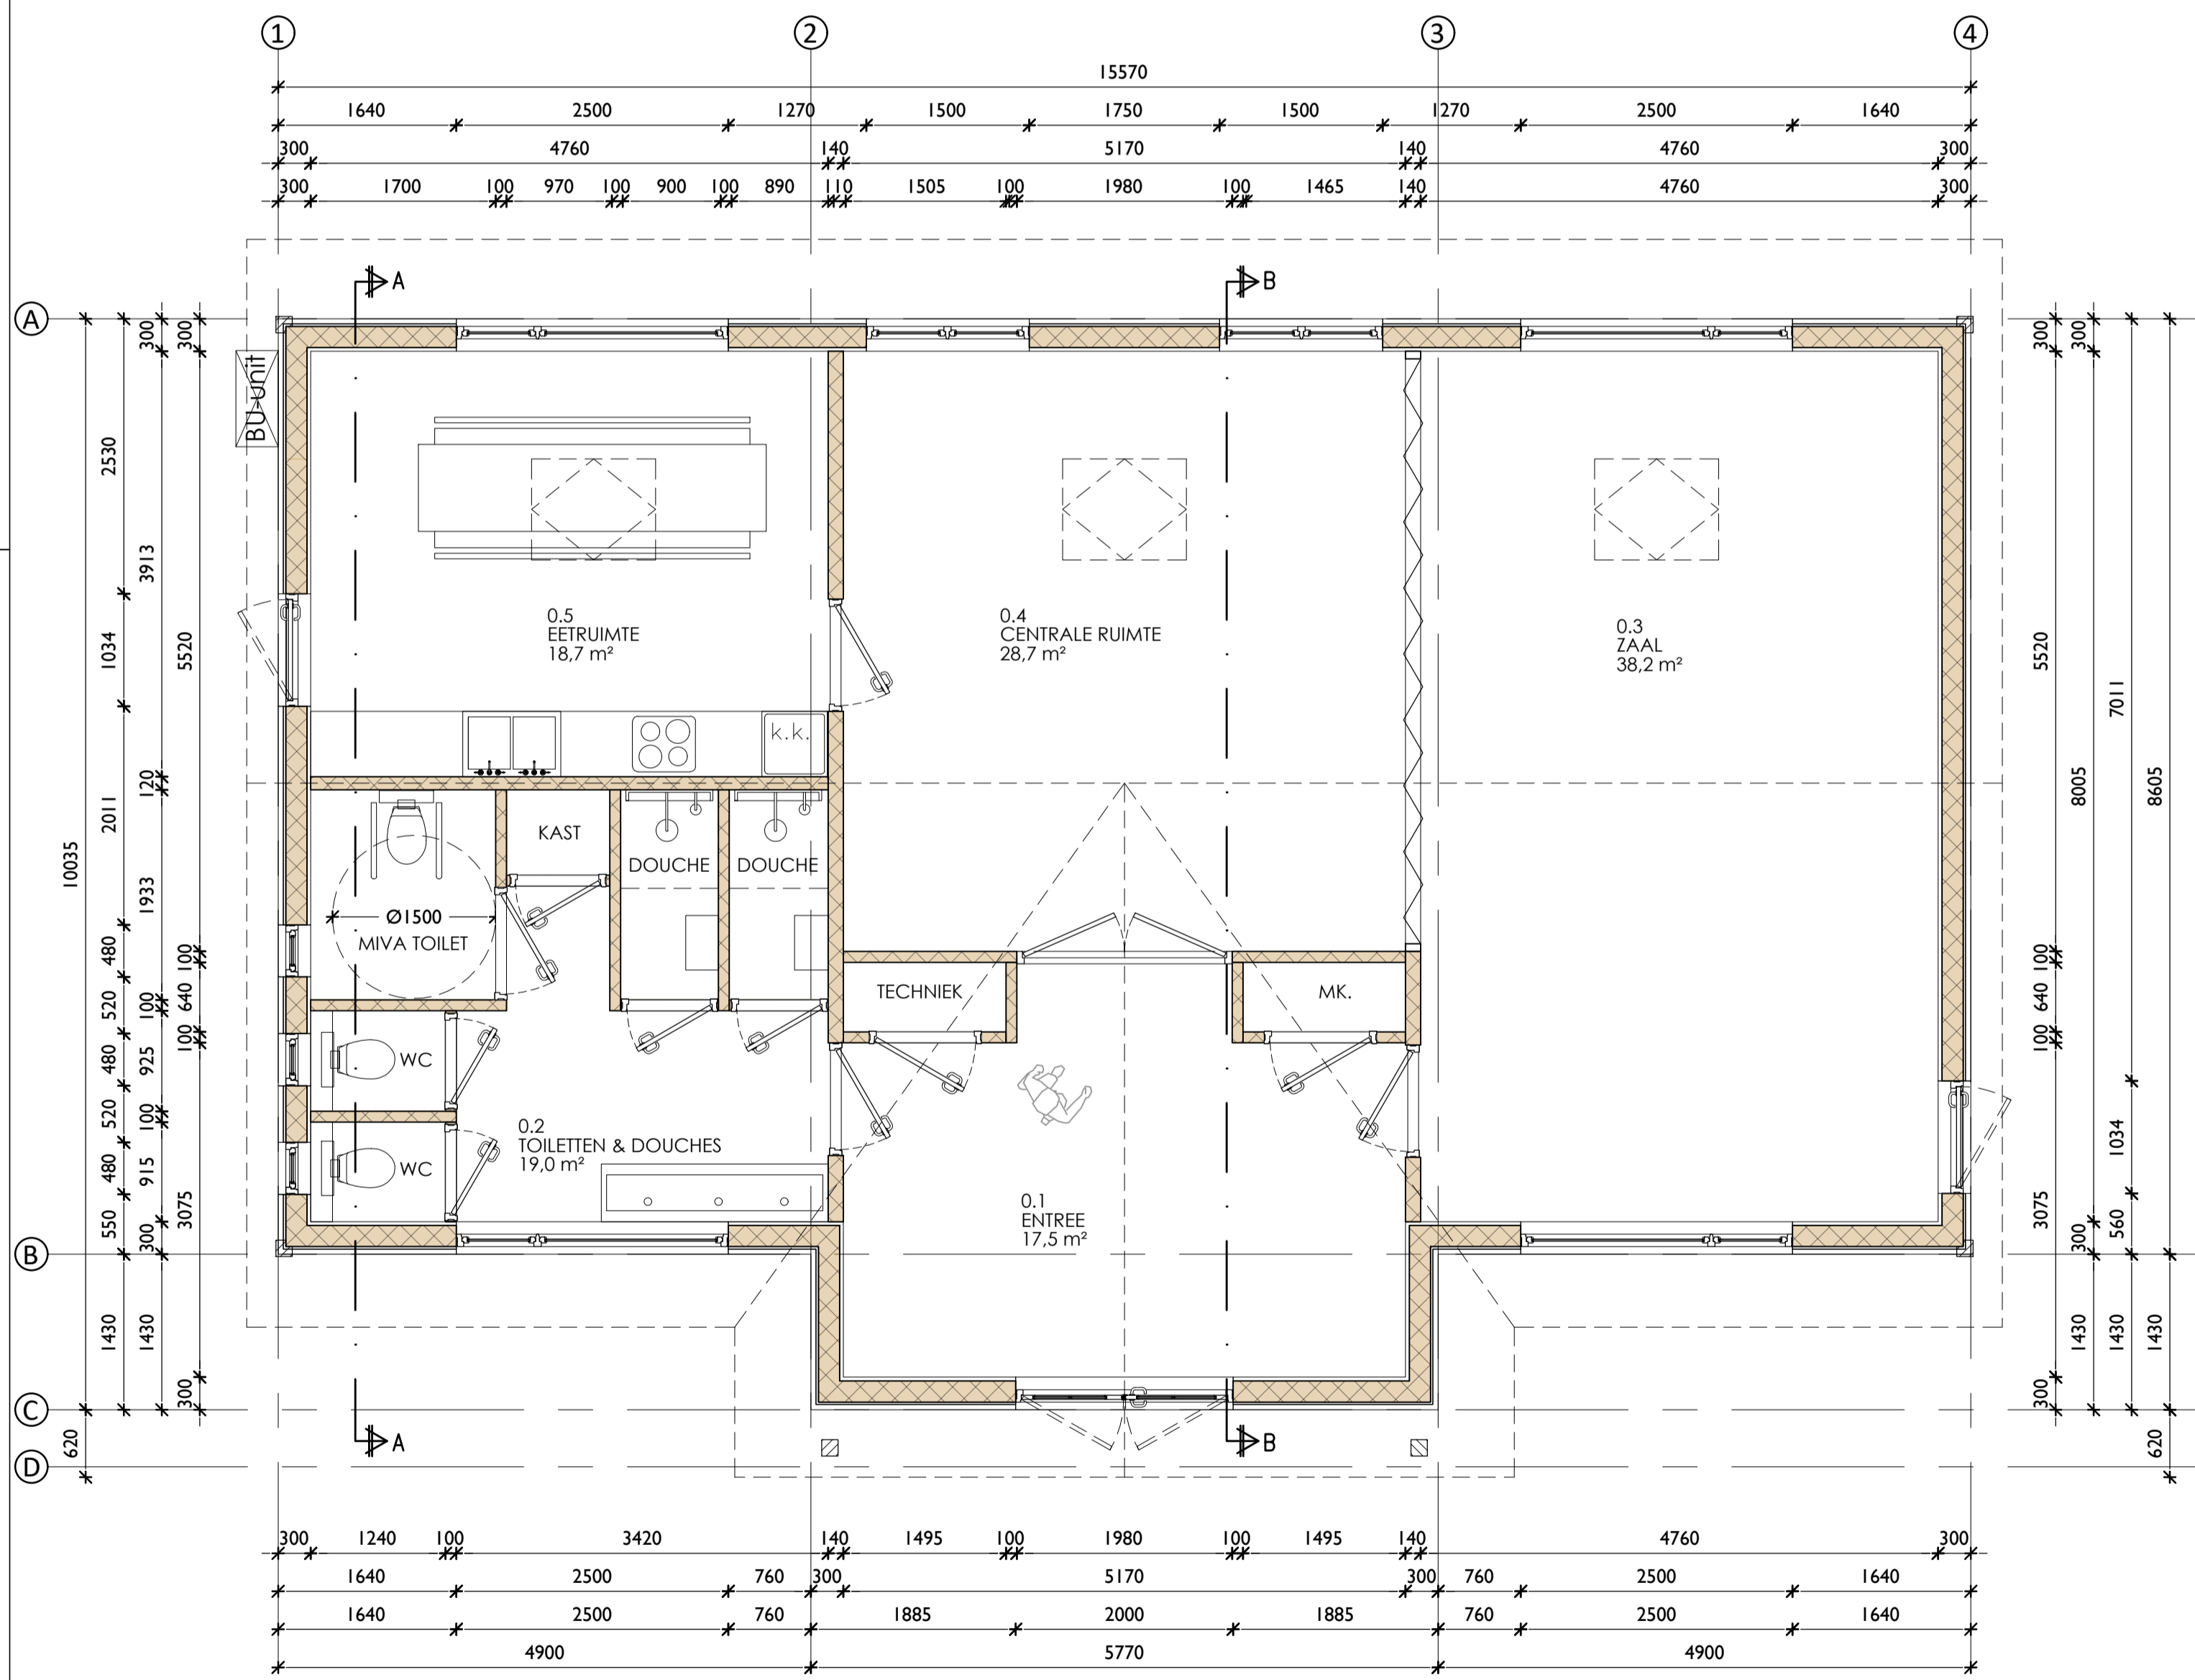 1 2 3 4
15570
1640 2500 1270 1500 1750 1500 1270 2500 1640
300 4760 140 5170 140 4760 300
300 1700 100 970 100 900 100 890 110 1505 100 1980 100 1465 140 4760 300
A B
A
BU-unit
300 300
2530
3913
1034
5520
120
2011
10035
1933
480
100
520
100
640
100
480
925
520
100
480
915
3075
550
300
1430 1430
300
620
0.5
EETRUIMTE
18,7 m²
0.4
CENTRALE RUIMTE
28,7 m²
0.3
ZAAL
38,2 m²
k.k.
KAST
DOUCHE DOUCHE
Ø1500
MIVA TOILET
TECHNIEK
MK.
WC
WC
0.2
TOILETTEN & DOUCHES
19,0 m²
0.1
ENTREE
17,5 m²
300 300
5520
7011
8005
8605
100
640
100
1034
3075
300
560
1430 1430 1430
300
620
B
C
D
A B
300 1240 100 3420 140 1495 100 1980 100 1495 140 4760 300
1640 2500 760 300 5170 300 760 2500 1640
1640 2500 760 1885 2000 1885 760 2500 1640
4900 5770 4900